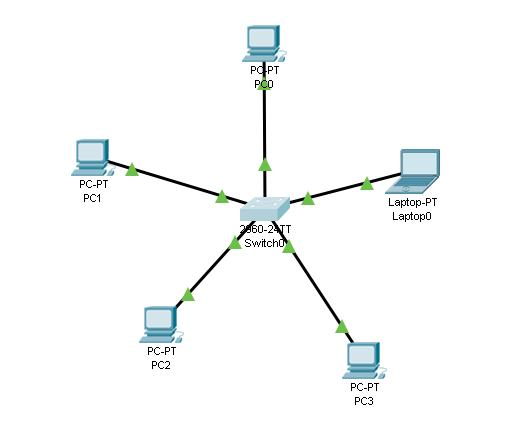 PC-PT
PC0
PC-PT
PC1
Laptop-PT
Laptop0
2960-24TT
Switch0
PC-PT
PC2
PC-PT
PC3